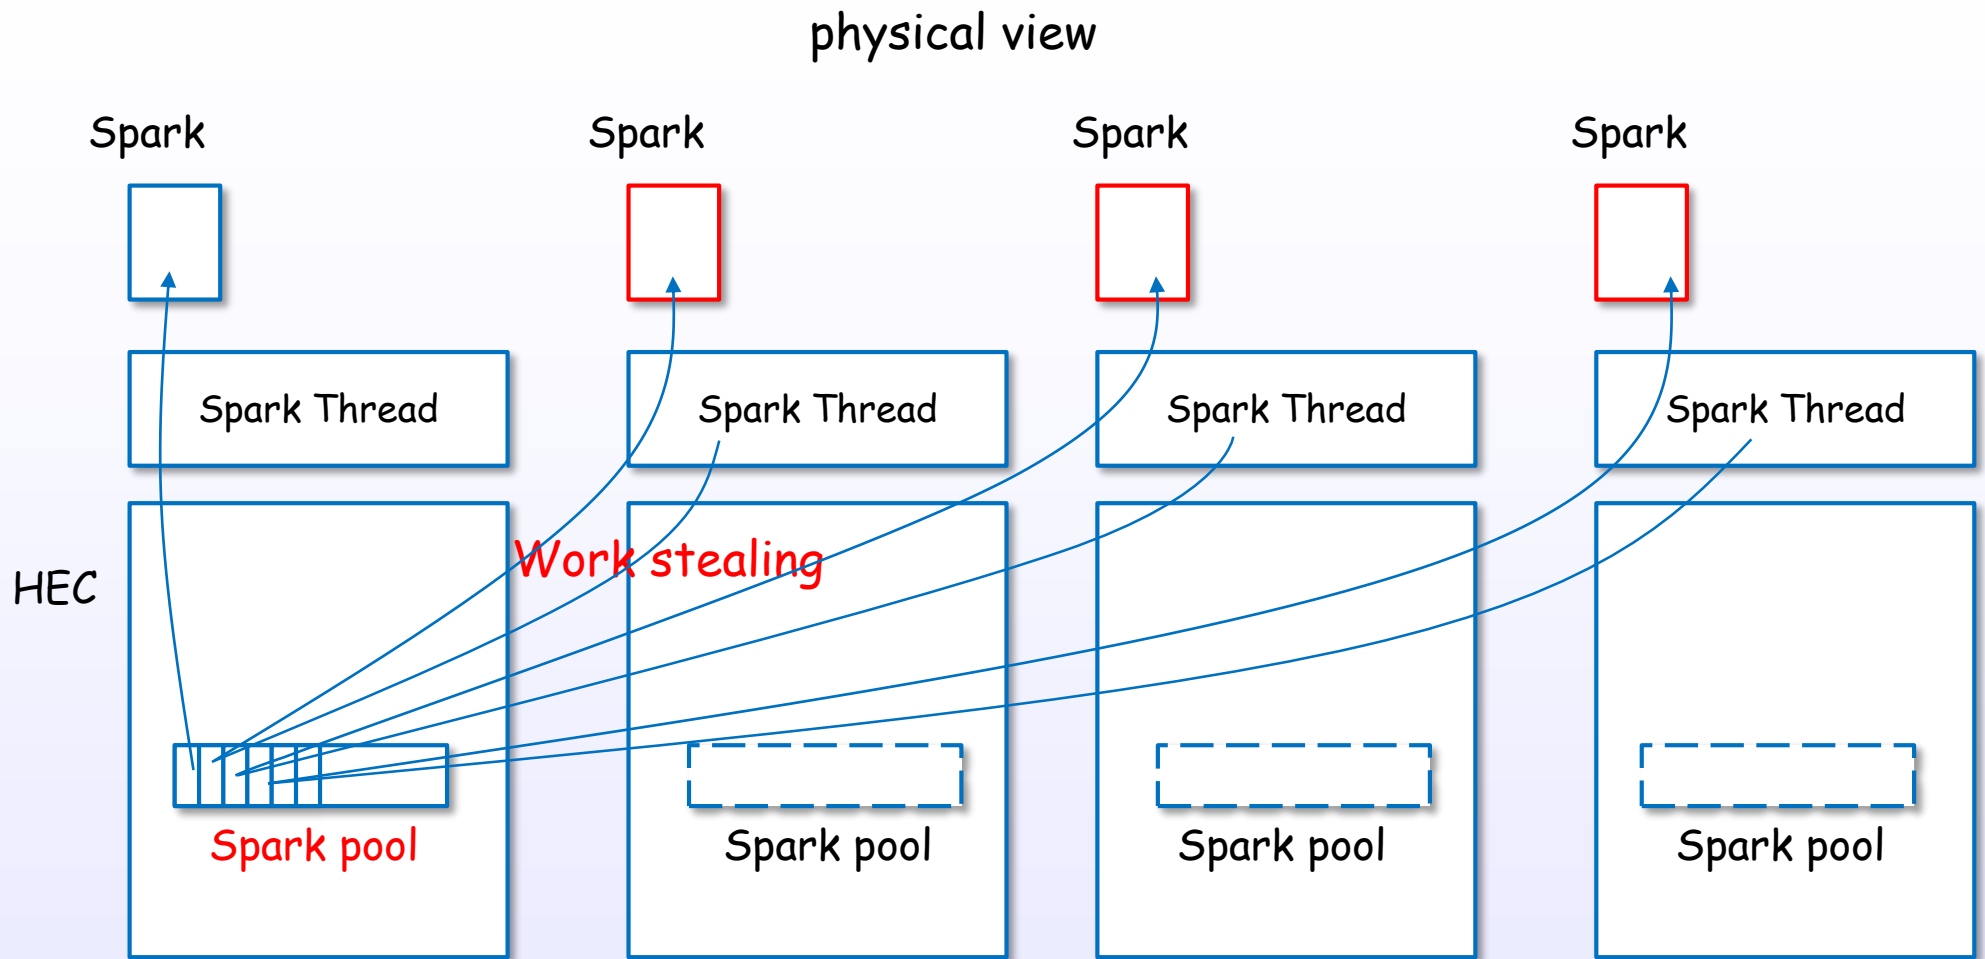 physical view
Spark
Spark
Spark
Spark
Spark Thread
Spark Thread
Spark Thread
Spark Thread
Work stealing
HEC
Spark pool
Spark pool
Spark pool
Spark pool